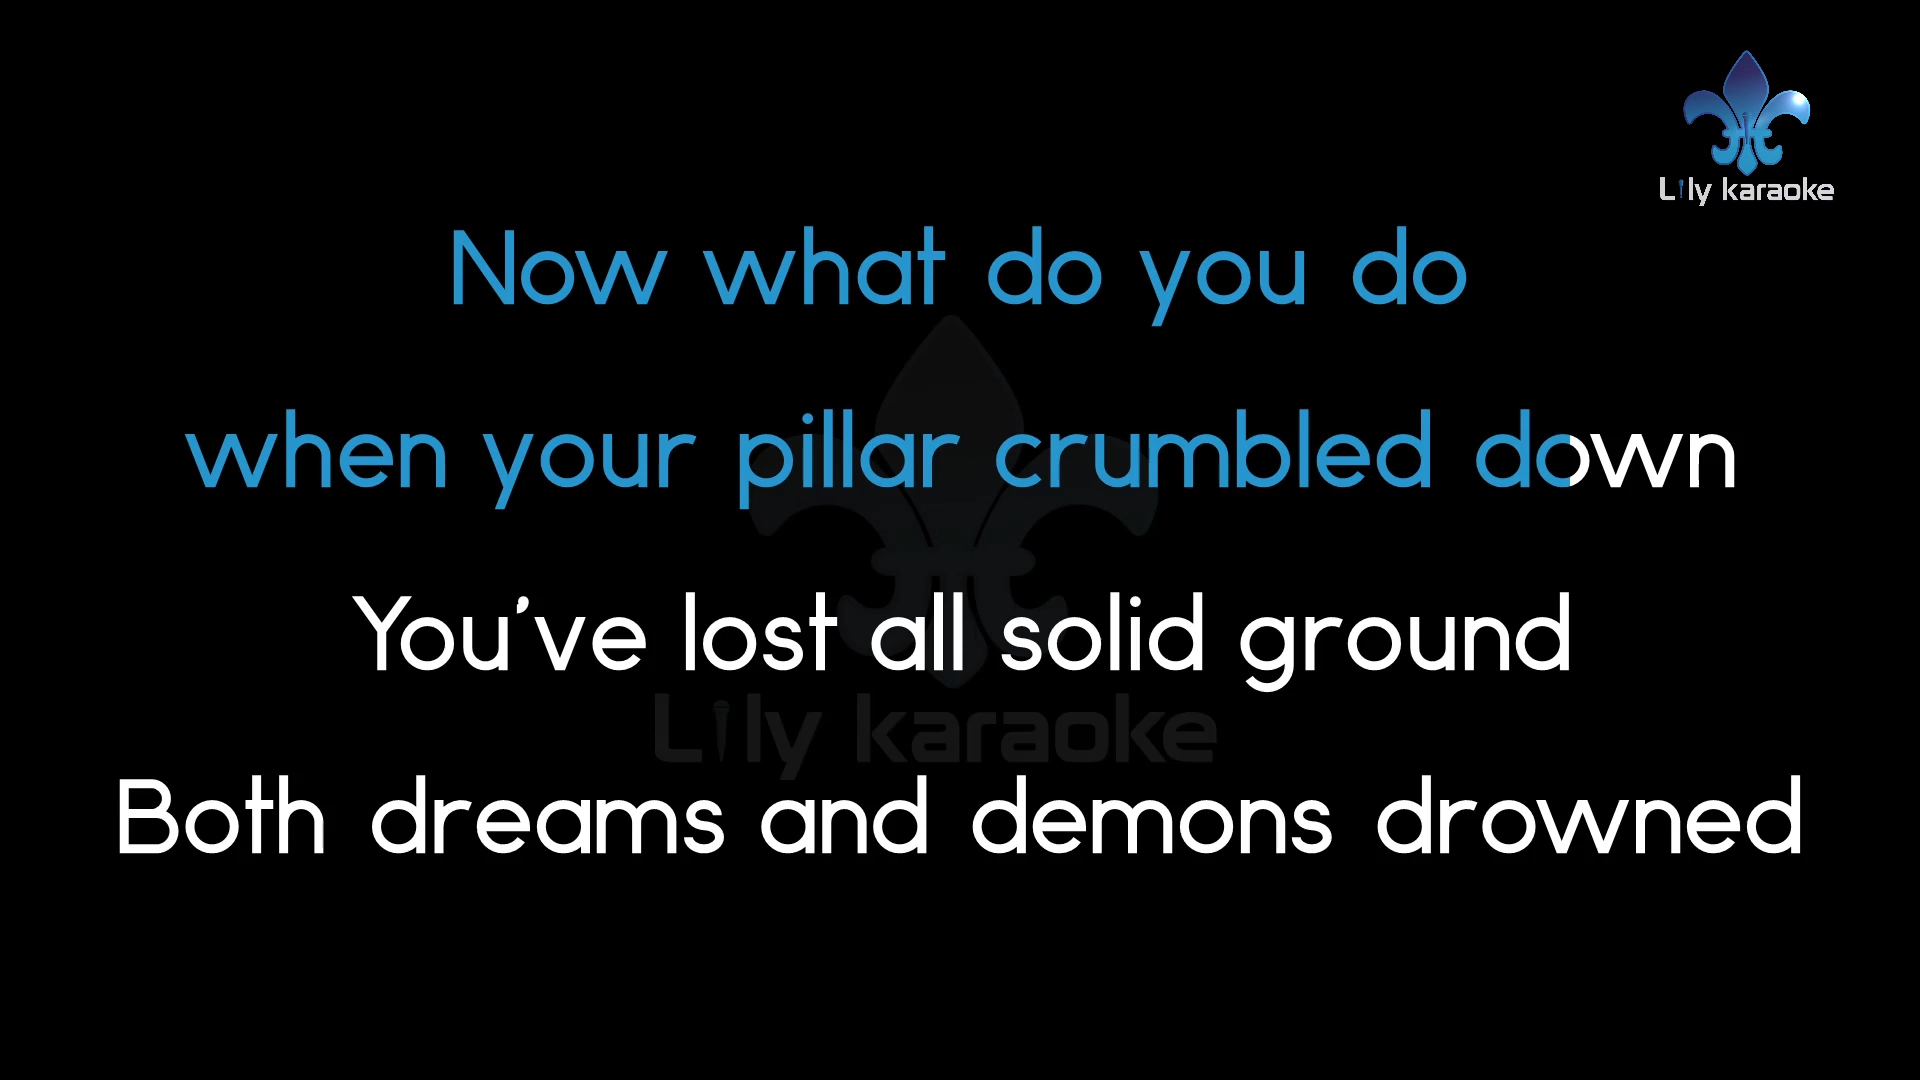 Lily karaoke
Now what do you do
when your pillar crumbled down
You've lost all solid ground
Lily karaoke
Both dreams and demons drowned